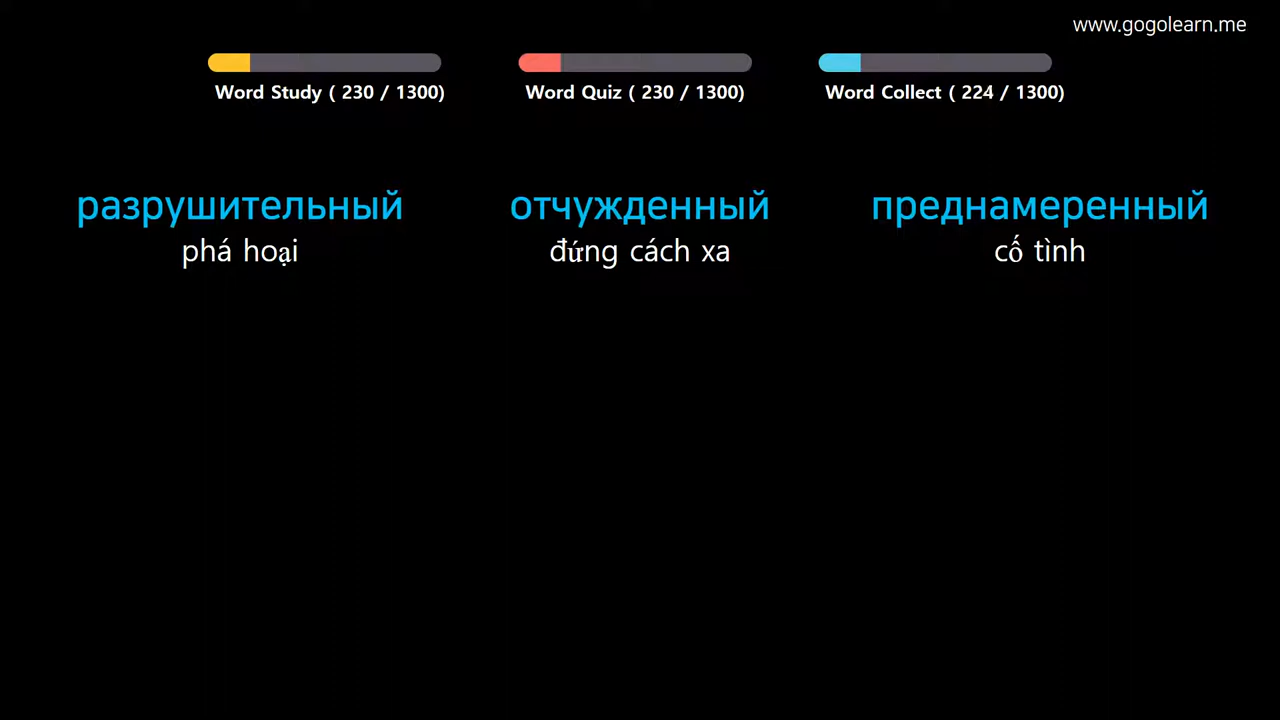 www.gogolearn.me
Word Study ( 230 / 1300)
Word Quiz ( 230 / 1300)
Word Collect ( 224 / 1300)
разрушительный
phá hoại
отчужденный
đứng cách xa
преднамеренный
cố tình